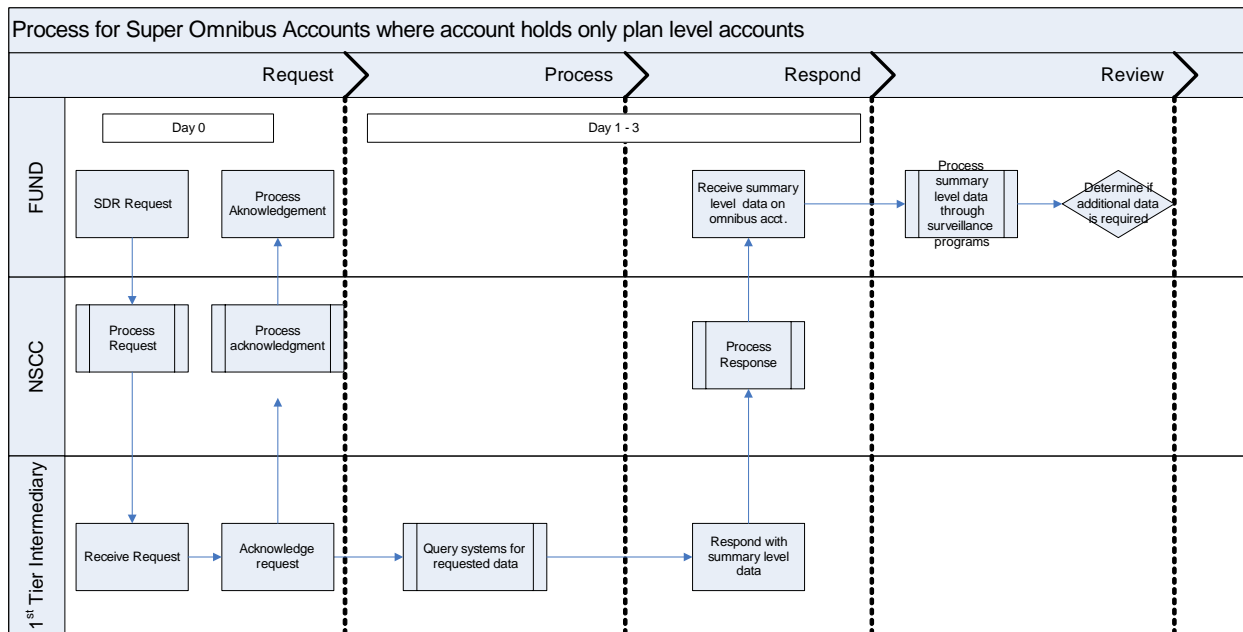 Process for Super Omnibus Accounts where account holds only plan level accounts
Request
Process
Respond
Review
FUND
Day 0
Day 1 - 3
SDR Request
Process
Aknowledgement
Receive summary
level data on
omnibus acct.
Process
summary
level data
through
surveillance
programs
Determine if
additional data
is required
NSCC
Process
Request
Process
acknowledgment
Process
Response
1st Tier Intermediary
Receive Request
Acknowledge
request
Query systems for
requested data
Respond with
summary level
data